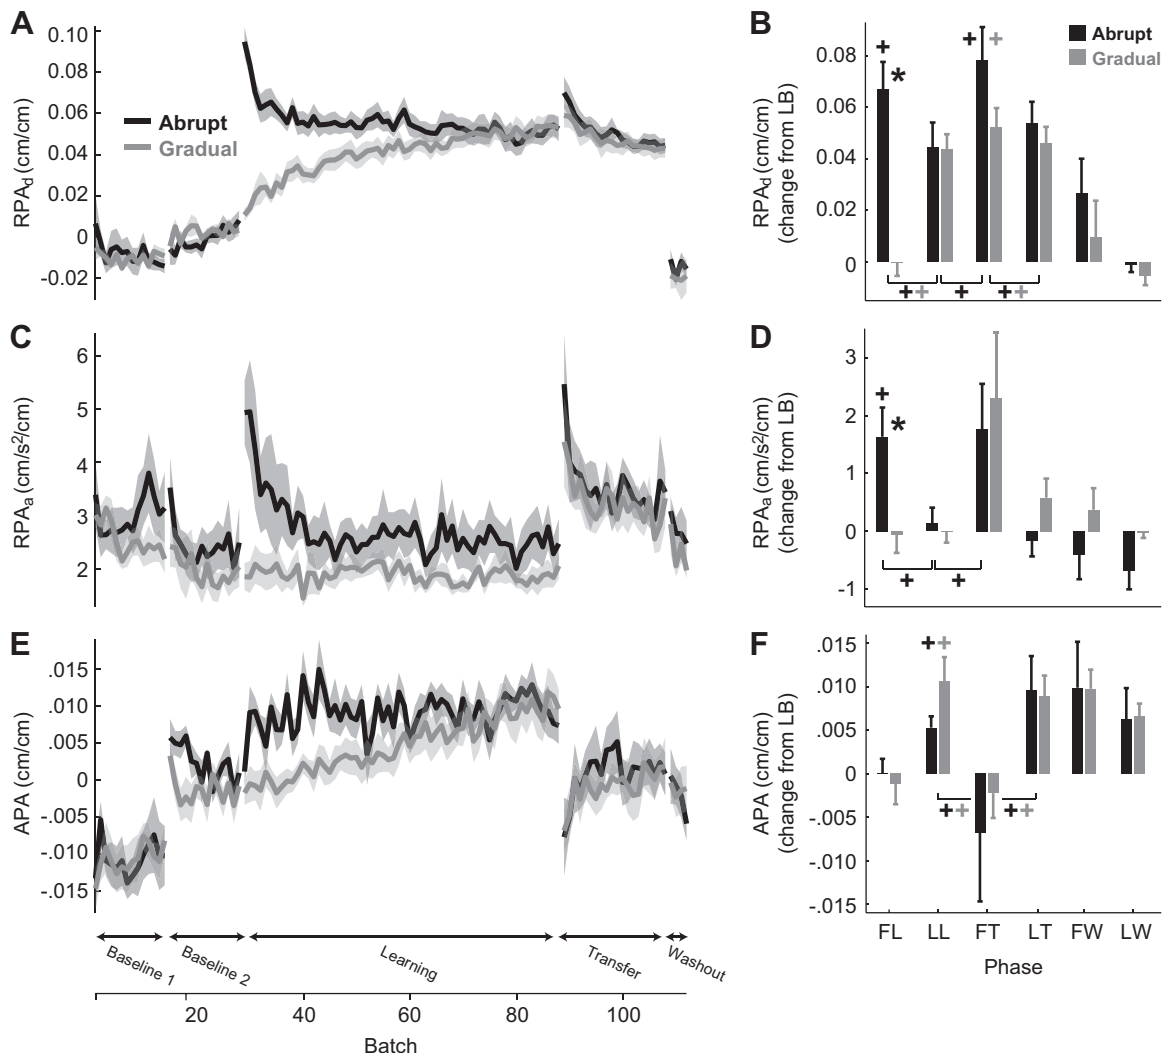 A
0.10
0.08
0.06
0.04
0.02
0
-0.02
RPAd (cm/cm)
Abrupt
Gradual
B
0.08
0.06
0.04
0.02
0
RPAd (cm/cm)
(change from LB)
Abrupt
Gradual
+ * + + + + + + +
C
6
5
4
3
2
RPAa (cm/s²/cm)
D
3
2
1
0
-1
RPAa (cm/s²/cm)
(change from LB)
+ * + +
E
.015
.010
.005
0
-.005
-.010
-.015
APA (cm/cm)
F
.015
.010
.005
0
-.005
-.010
-.015
APA (cm/cm)
(change from LB)
+ + + + + +
FL LL FT LT FW LW
Phase
Baseline 1 Baseline 2 Learning Transfer Washout
20 40 60 80 100
Batch